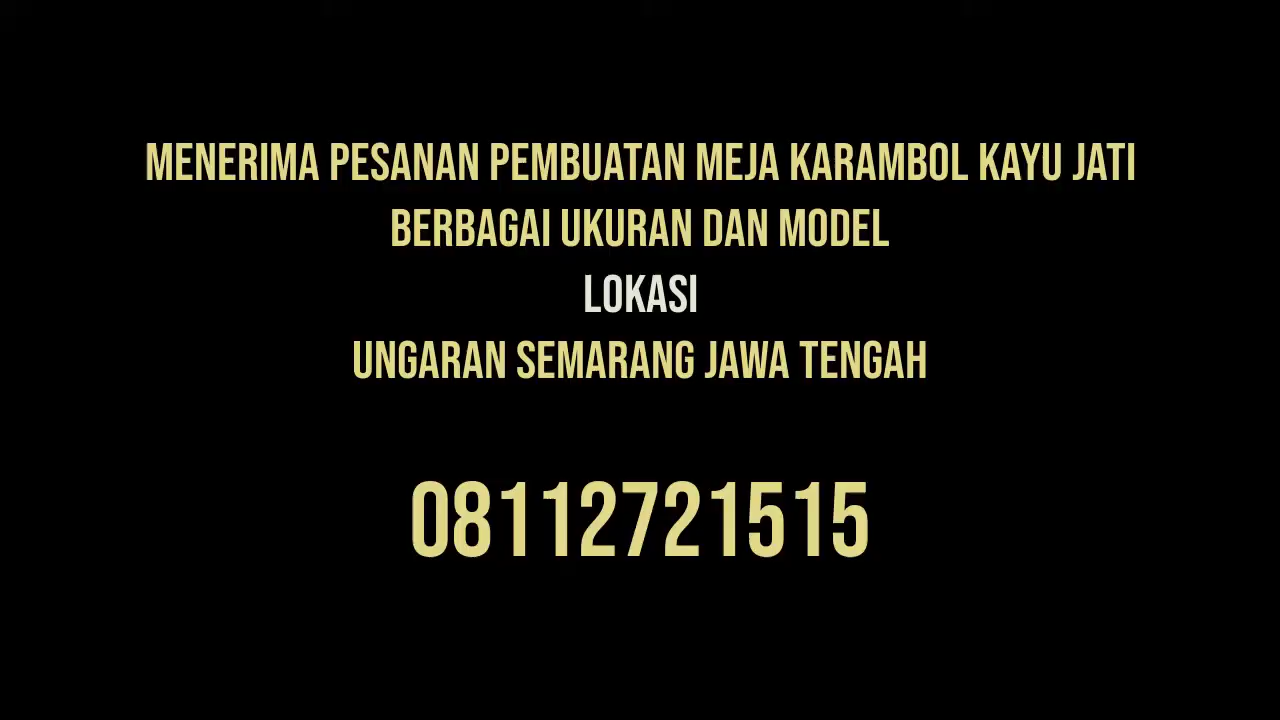 MENERIMA PESANAN PEMBUATAN MEJA KARAMBOL KAYU JATI
BERBAGAI UKURAN DAN MODEL
LOKASI
UNGARAN SEMARANG JAWA TENGAH
08112721515